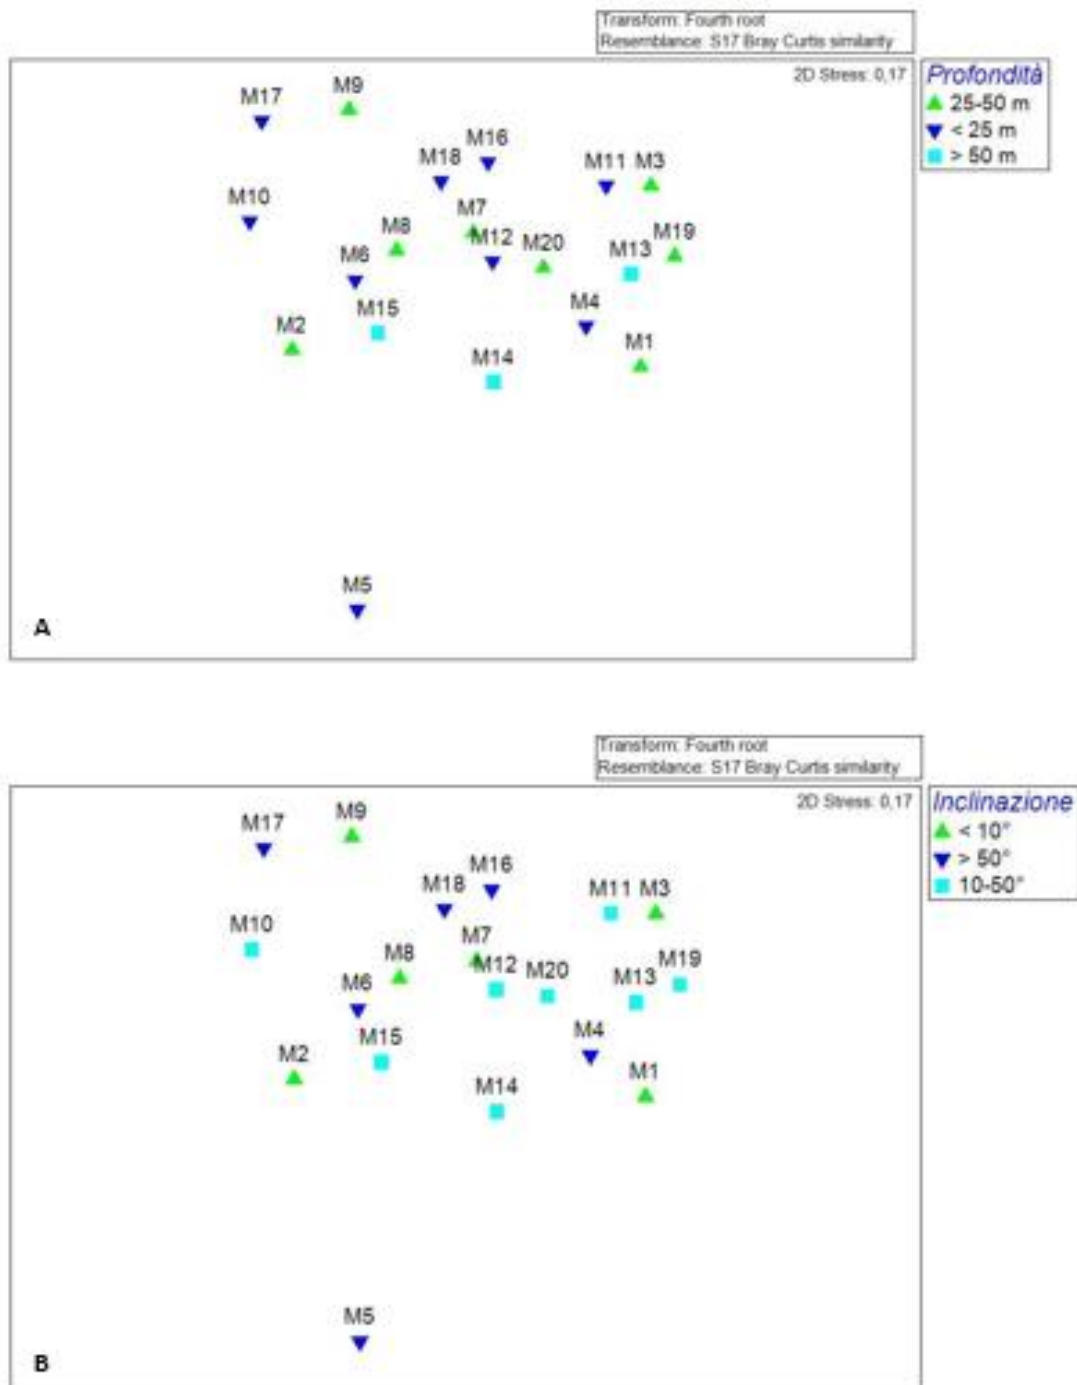 Transform: Fourth root
Resemblance: S17 Bray Curtis similarity
2D Stress: 0,17
Profondità
25-50 m
< 25 m
> 50 m
M9
M17
M16
M18
M11 M3
M10
M7
M8
M12 M20
M19
M13
M6
M15
M4
M2
M14
M1
M5
A
Transform: Fourth root
Resemblance: S17 Bray Curtis similarity
2D Stress: 0,17
Inclinazione
< 10°
> 50°
10-50°
M9
M17
M16
M18
M11 M3
M10
M7
M8
M12 M20
M19
M13
M6
M15
M4
M2
M14
M1
M5
B